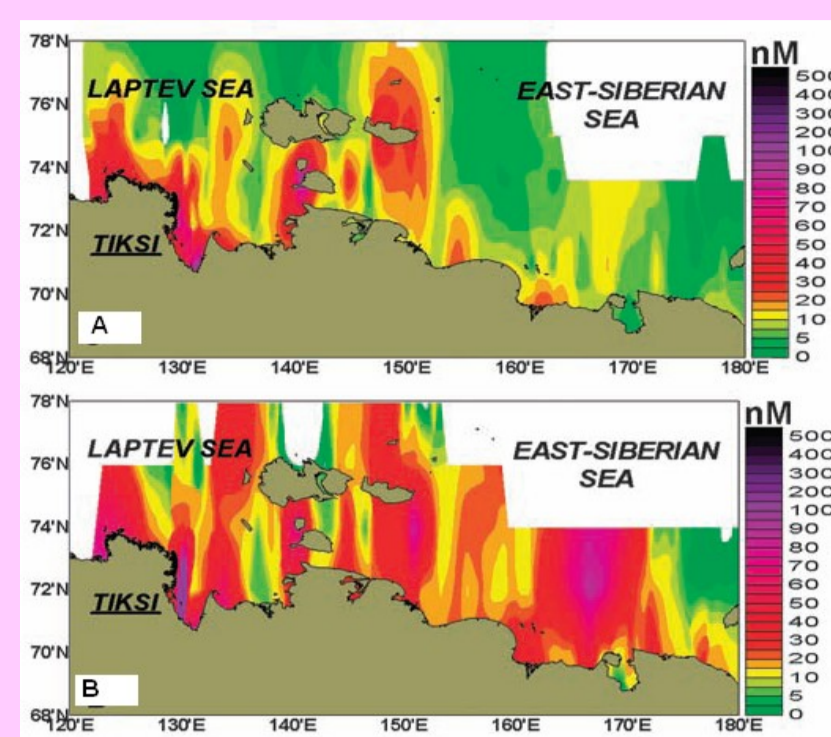 78'N
76'N
74'N
72'N
70'N
68'N
LAPTEV SEA
EAST-SIBERIAN
SEA
TIKSI
A
120'E
130'E
140'E
150'E
160'E
170'E
180'E
nM
500
400
300
200
100
90
80
70
60
50
40
30
20
10
5
0
78'N
76'N
74'N
72'N
70'N
68'N
LAPTEV SEA
EAST-SIBERIAN
SEA
TIKSI
B
120'E
130'E
140'E
150'E
160'E
170'E
180'E
nM
500
400
300
200
100
90
80
70
60
50
40
30
20
10
5
0